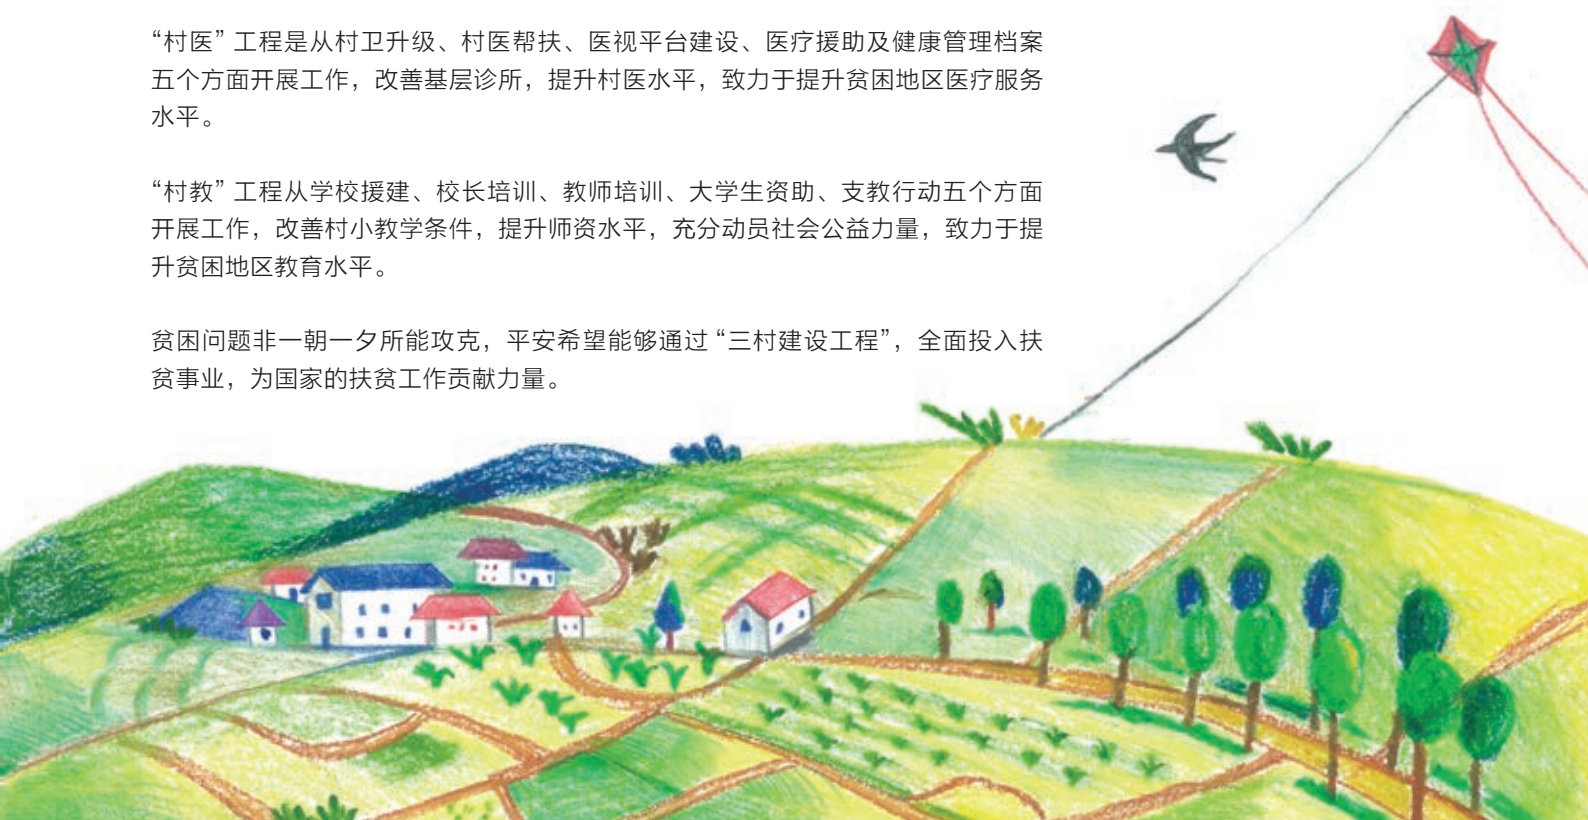 “村医”工程是从村卫升级、村医帮扶、医视平台建设、医疗援助及健康管理档案
五个方面开展工作，改善基层诊所，提升村医水平，致力于提升贫困地区医疗服务
水平。
“村教”工程从学校援建、校长培训、教师培训、大学生资助、支教行动五个方面
开展工作，改善村小教学条件，提升师资水平，充分动员社会公益力量，致力于提
升贫困地区教育水平。
贫困问题非一朝一夕所能攻克，平安希望能够通过“三村建设工程”，全面投入扶
贫事业，为国家的扶贫工作贡献力量。